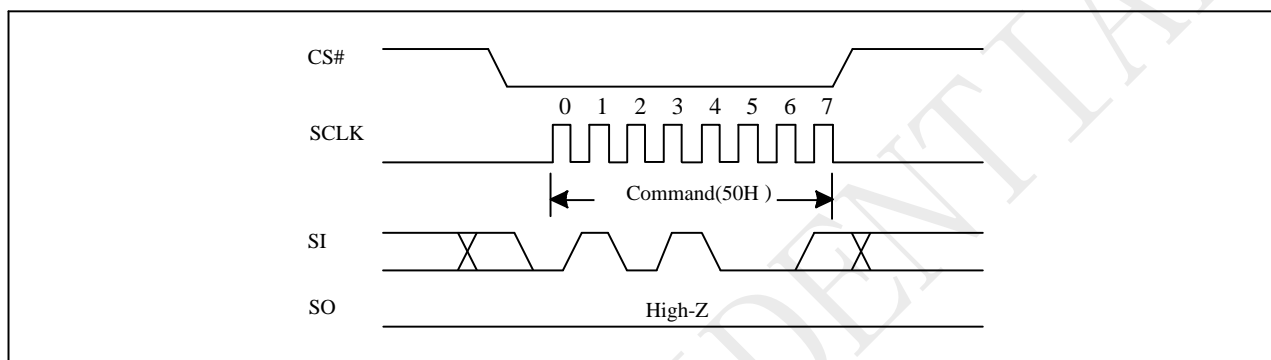 CS#
0 1 2 3 4 5 6 7
SCLK
Command(50H )
SI
High-Z
SO